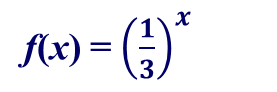 f(x) = (1/3)^x